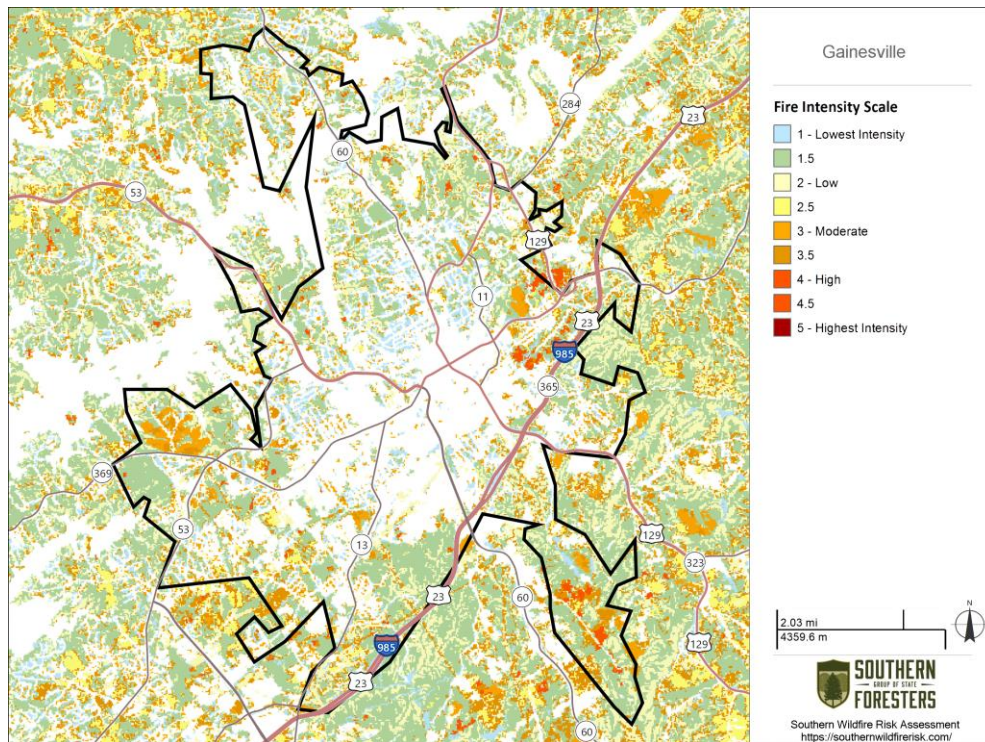 Gainesville
Fire Intensity Scale
1 - Lowest Intensity
1.5
2 - Low
2.5
3 - Moderate
3.5
4 - High
4.5
5 - Highest Intensity
2.03 mi
4359.6 m
N
SOUTHERN
GROUP OF STATE
FORESTERS
Southern Wildfire Risk Assessment
https://southernwildfirerisk.com/
284
23
60
53
129
11
23
985
365
369
53
13
129
323
23
60
985
129
23
60